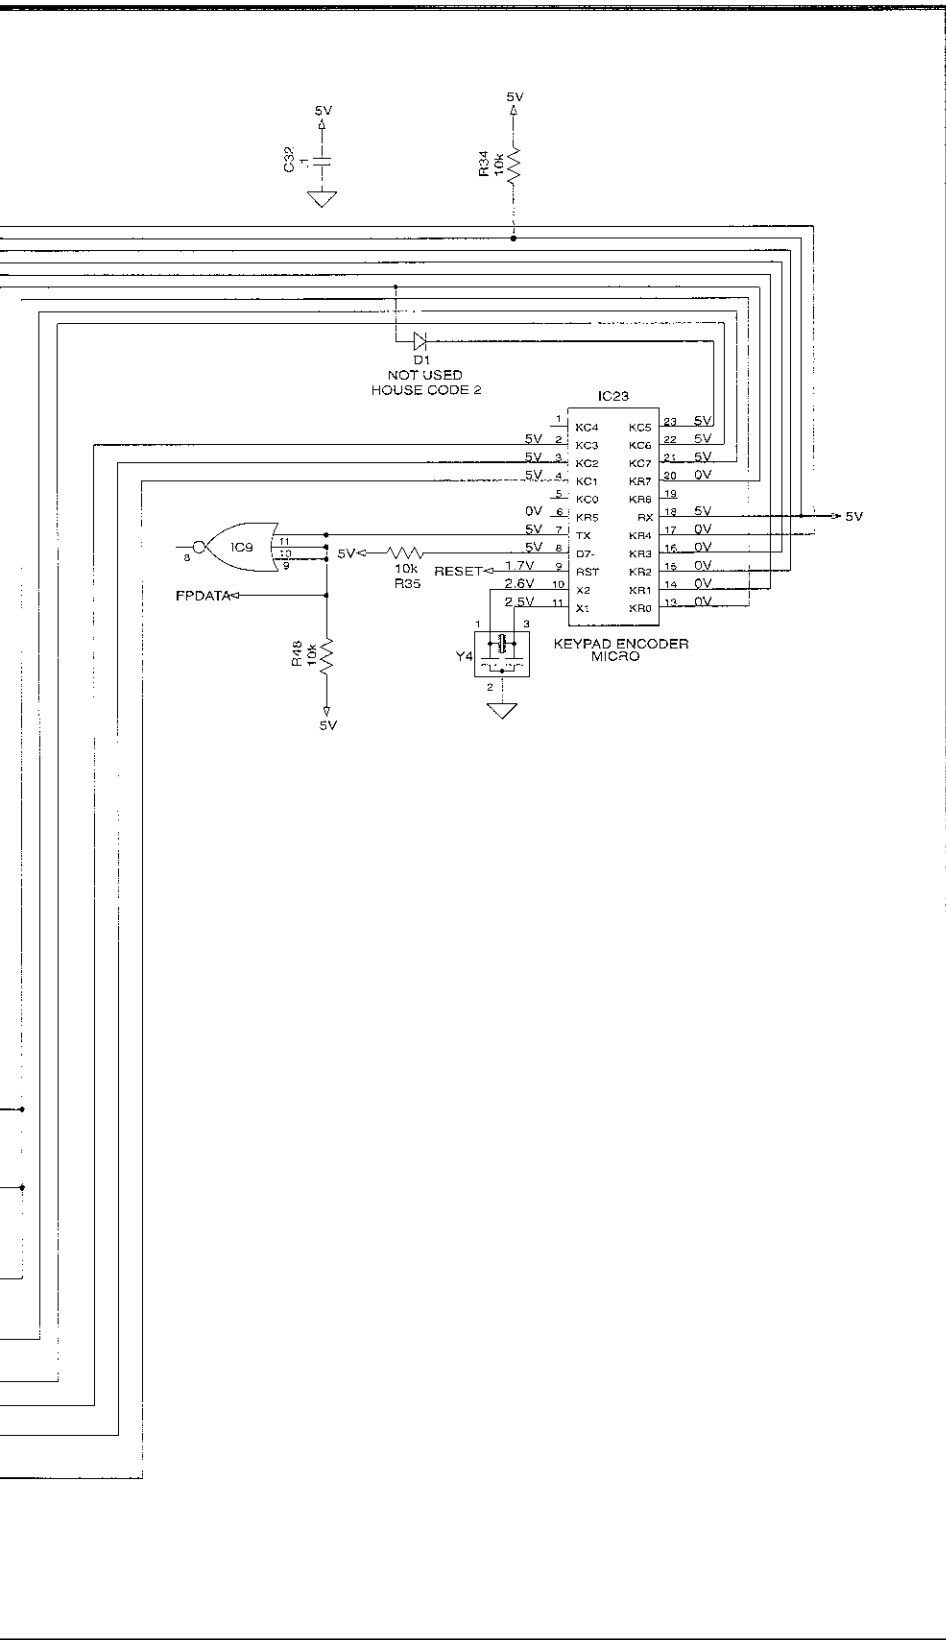 5V
5V
C32
.1
R34
10k
D1
NOT USED
HOUSE CODE 2
IC23
1 KC4 KC5 23 5V
5V 2 KC3 KC6 22 5V
5V 3 KC2 KC7 21 5V
5V 4 KC1 KR7 20 0V
5 KC0 KR6 19
0V 6 KR5 RX 18 5V
5V
5V 7 TX KR4 17 0V
5V 8 D7- KR3 16 0V
RESET 1.7V 9 RST KR2 15 0V
2.6V 10 X2 KR1 14 0V
2.5V 11 X1 KR0 13 0V
8 IC9 11
10
9
5V
10k
R35
FPDATA
R48
10k
5V
1 3
Y4
2
KEYPAD ENCODER
MICRO